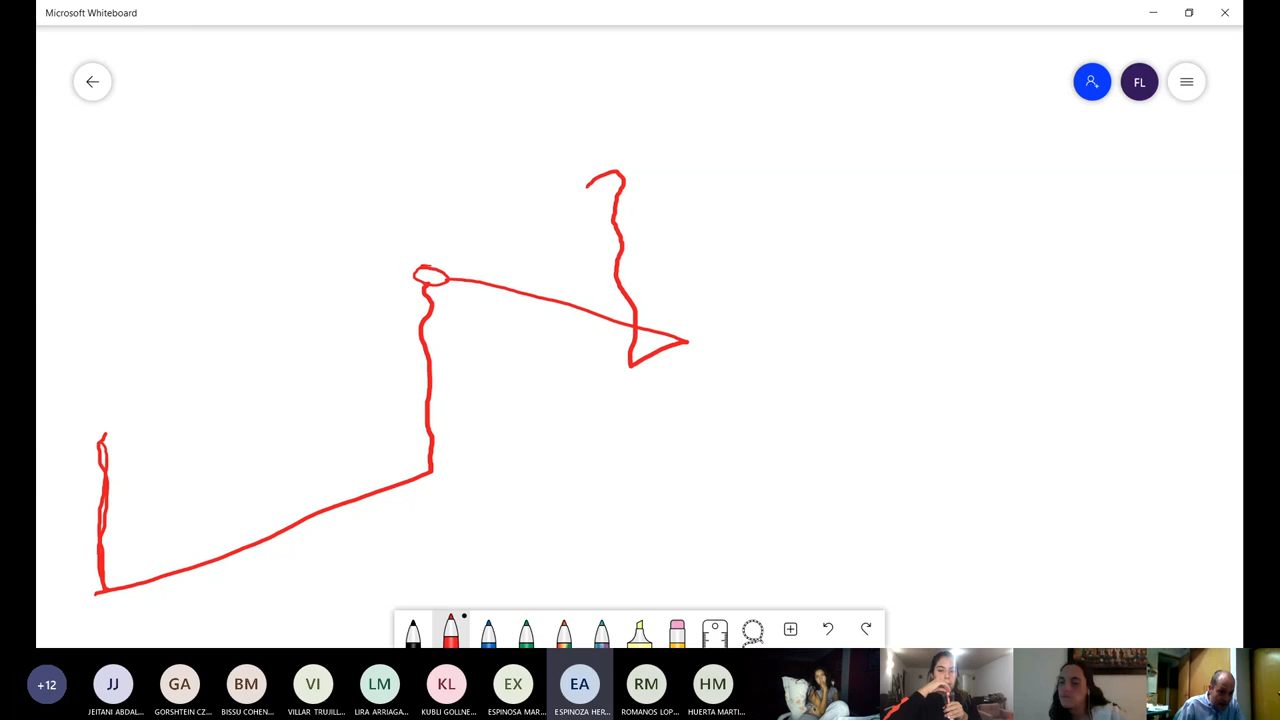 Microsoft Whiteboard
FL
+12
JJ
GA
BM
VI
LM
KL
EX
EA
RM
HM
JEITANI ABDAL...
GORSHTEIN CZ...
BISSU COHEN...
VILLAR TRUJILL...
LIRA ARRIAGA...
KUBLI GOLLNE...
ESPINOSA MAR...
ESPINOZA HER...
ROMANOS LOP...
HUERTA MARTI...